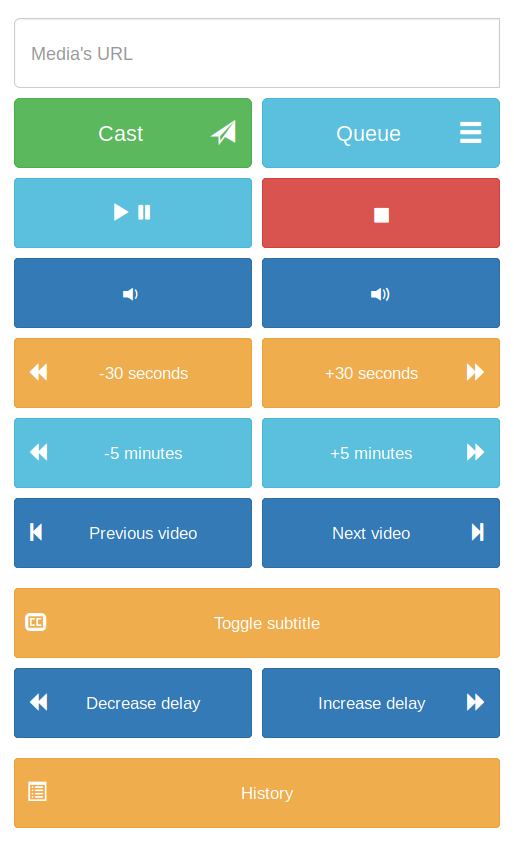 Media's URL
Cast
Queue
-30 seconds
+30 seconds
-5 minutes
+5 minutes
Previous video
Next video
CC
Toggle subtitle
Decrease delay
Increase delay
History